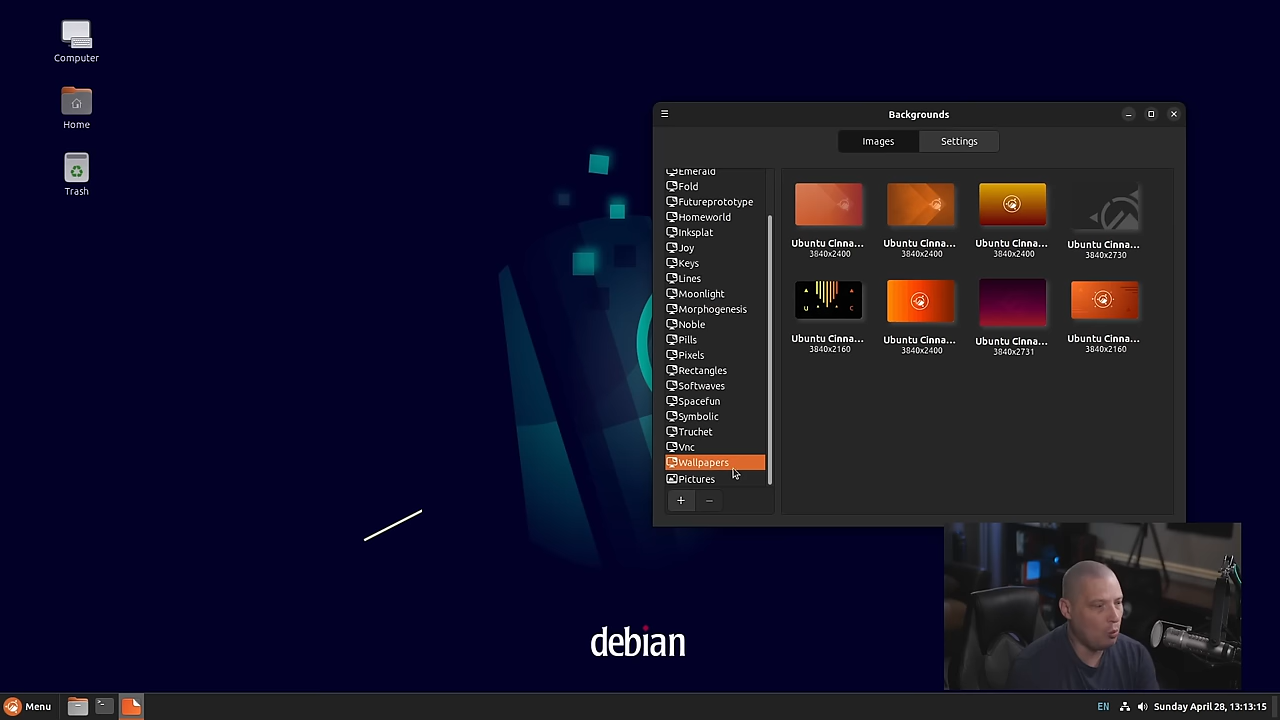 Computer
Home
Trash
Backgrounds
Images
Settings
Emerald
Fold
Futureprototype
Homeworld
Inksplat
Joy
Keys
Lines
Moonlight
Morphogenesis
Noble
Pills
Pixels
Rectangles
Softwaves
Spacefun
Symbolic
Truchet
Vnc
Wallpapers
Pictures
+
−
Ubuntu Cinna...
3840x2400
Ubuntu Cinna...
3840x2400
Ubuntu Cinna...
3840x2400
Ubuntu Cinna...
3840x2730
U C
Ubuntu Cinna...
3840x2160
Ubuntu Cinna...
3840x2400
Ubuntu Cinna...
3840x2731
Ubuntu Cinna...
3840x2160
debian
Menu
EN
Sunday April 28, 13:13:15